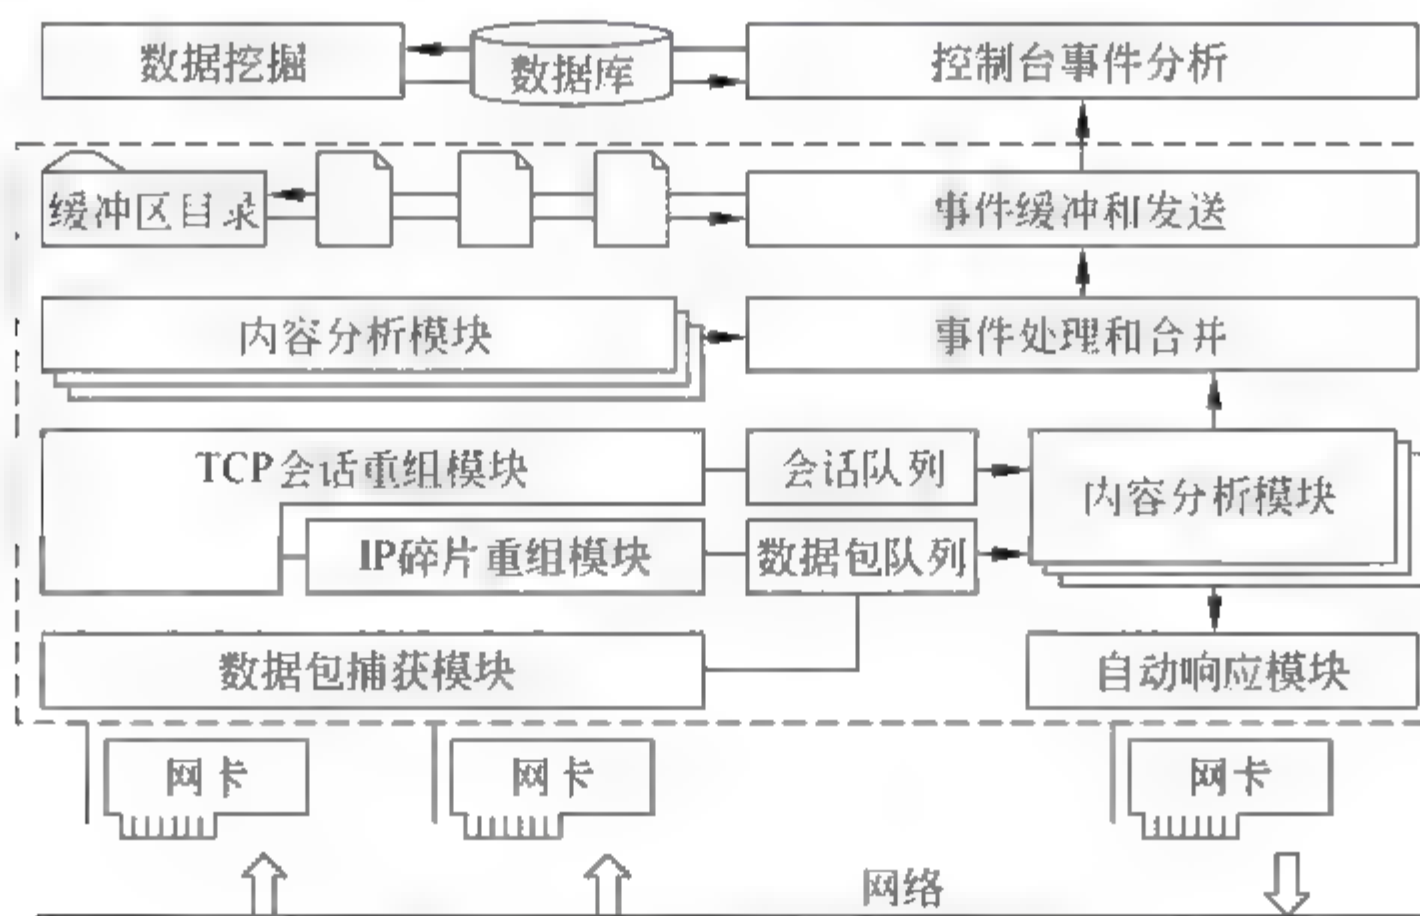 数据挖掘
数据库
控制台事件分析
缓冲区目录
事件缓冲和发送
内容分析模块
事件处理和合并
TCP会话重组模块
会话队列
内容分析模块
IP碎片重组模块
数据包队列
数据包捕获模块
自动响应模块
网卡
网卡
网卡
网络